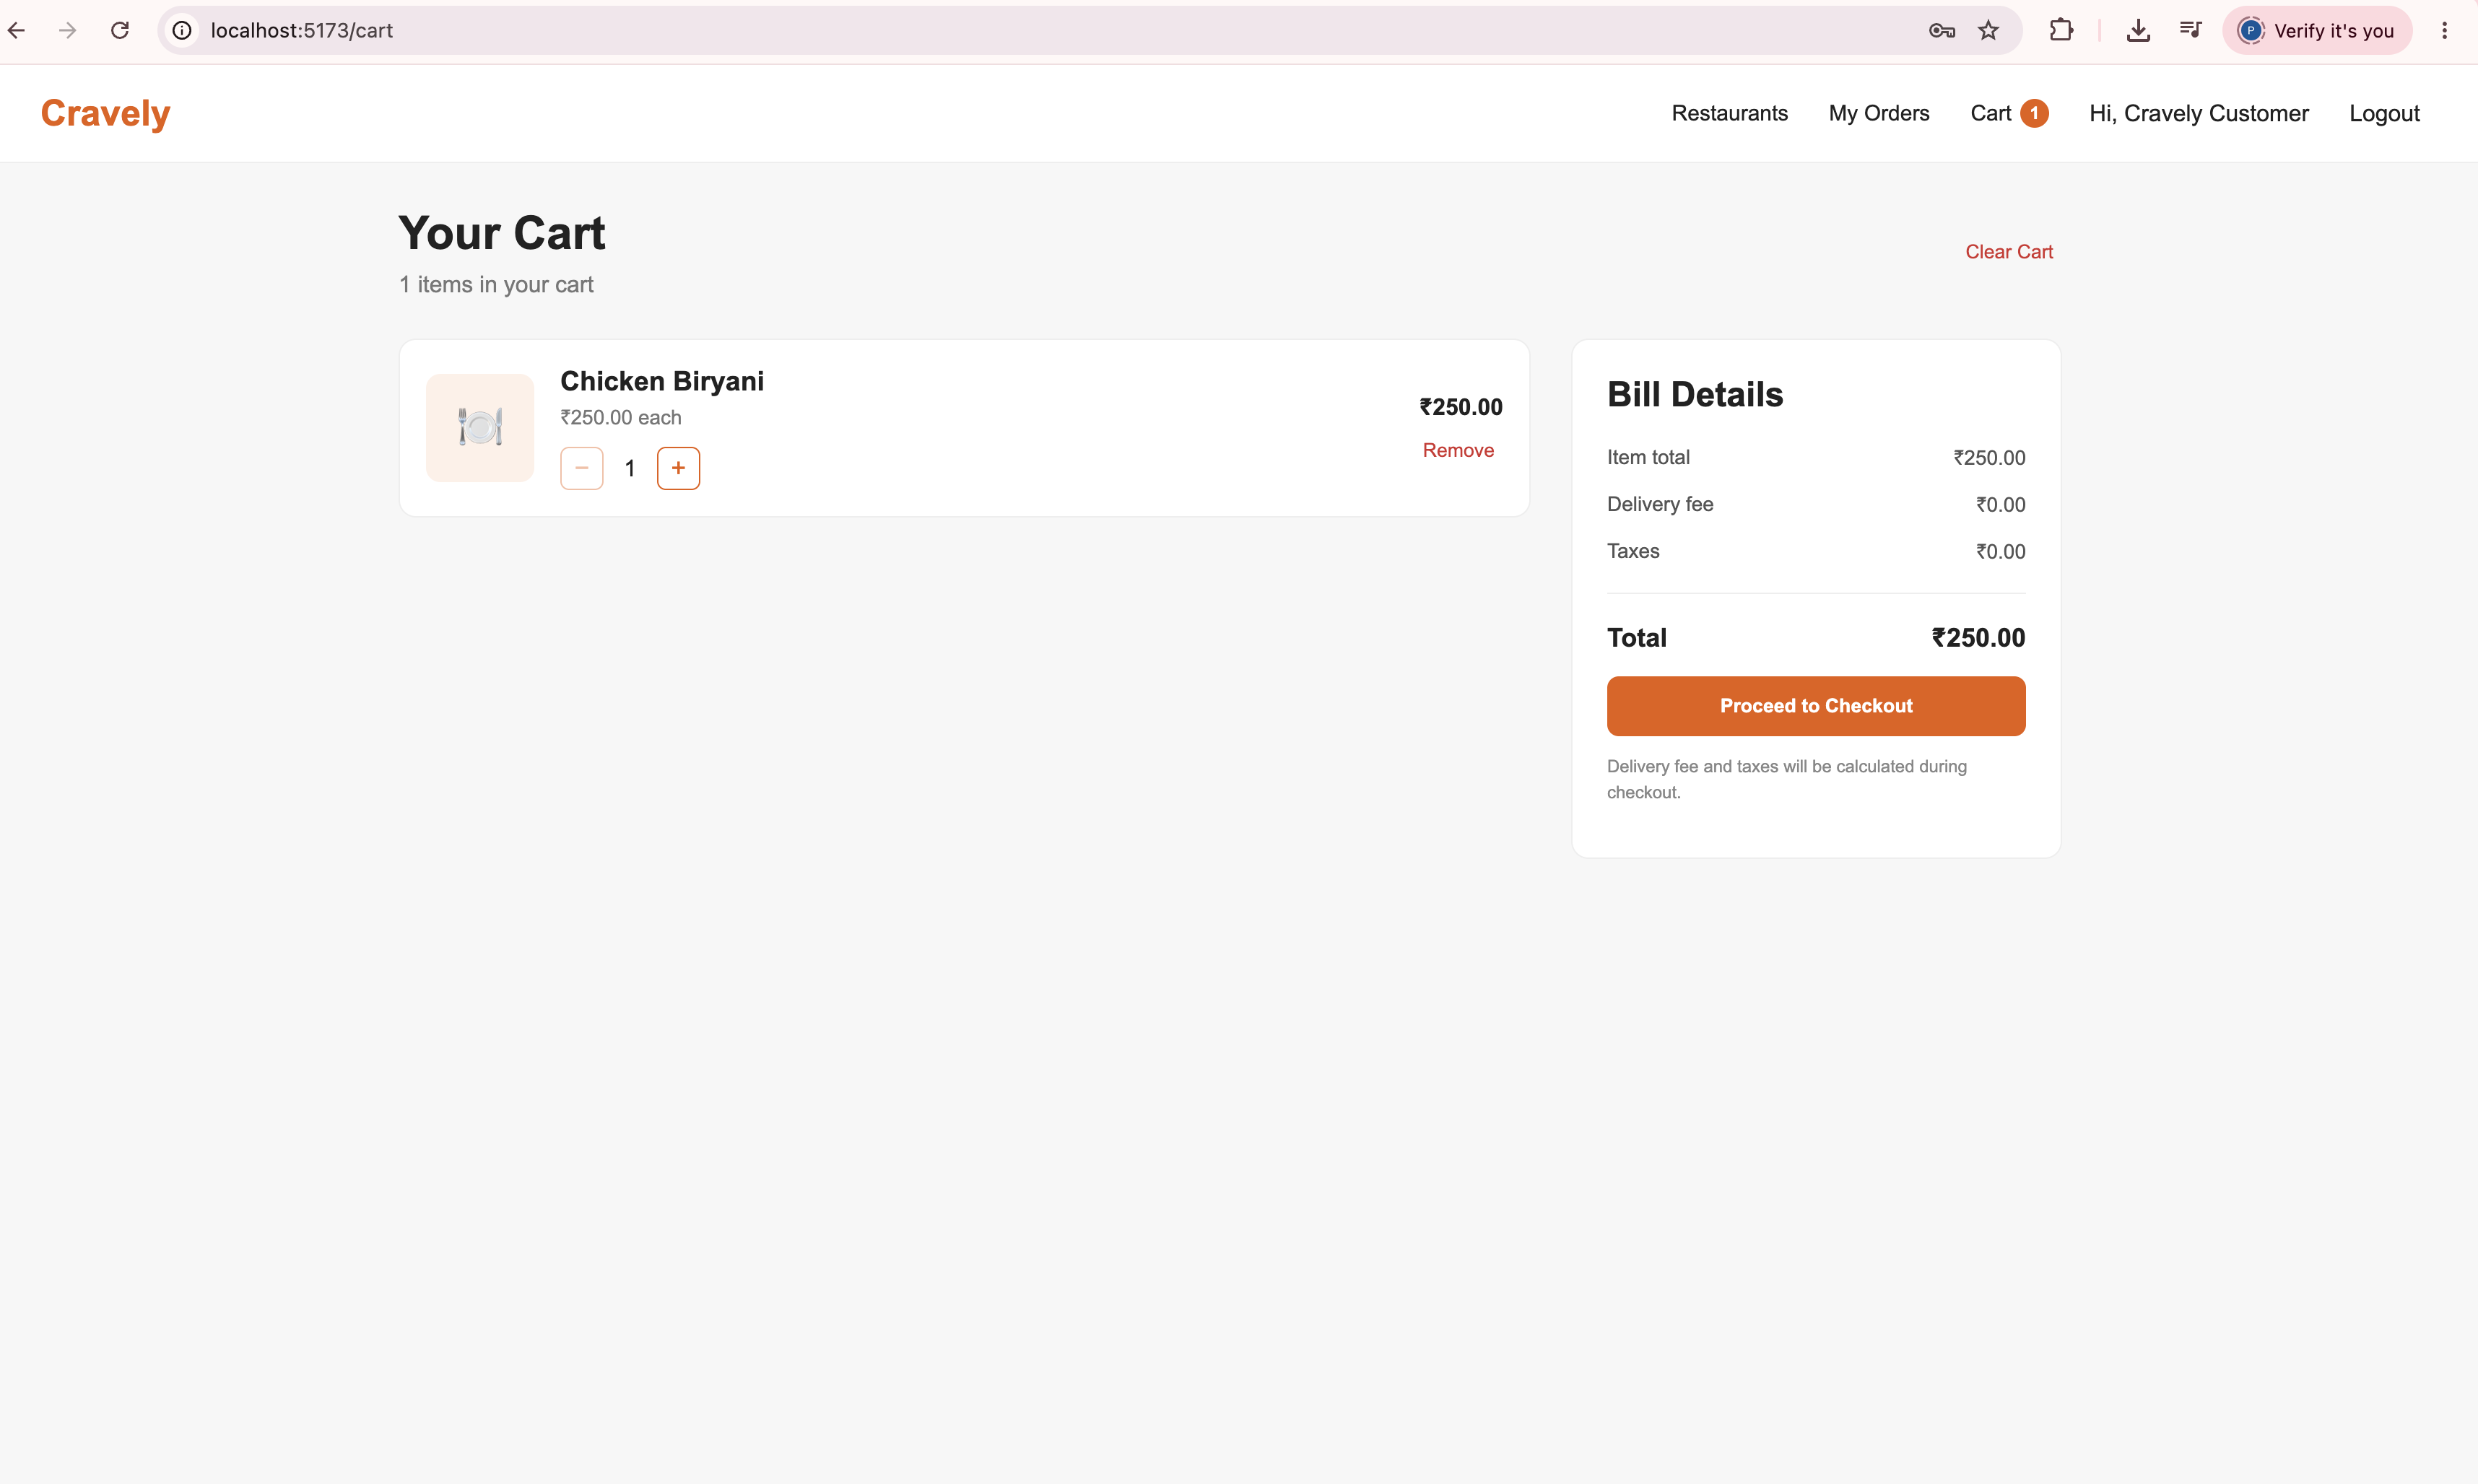 localhost:5173/cart
P
Verify it's you
Cravely
Restaurants
My Orders
Cart 1
Hi, Cravely Customer
Logout
Your Cart
1 items in your cart
Clear Cart
Chicken Biryani
₹250.00 each
− 1 +
₹250.00
Remove
Bill Details
Item total ₹250.00
Delivery fee ₹0.00
Taxes ₹0.00
Total ₹250.00
Proceed to Checkout
Delivery fee and taxes will be calculated during
checkout.